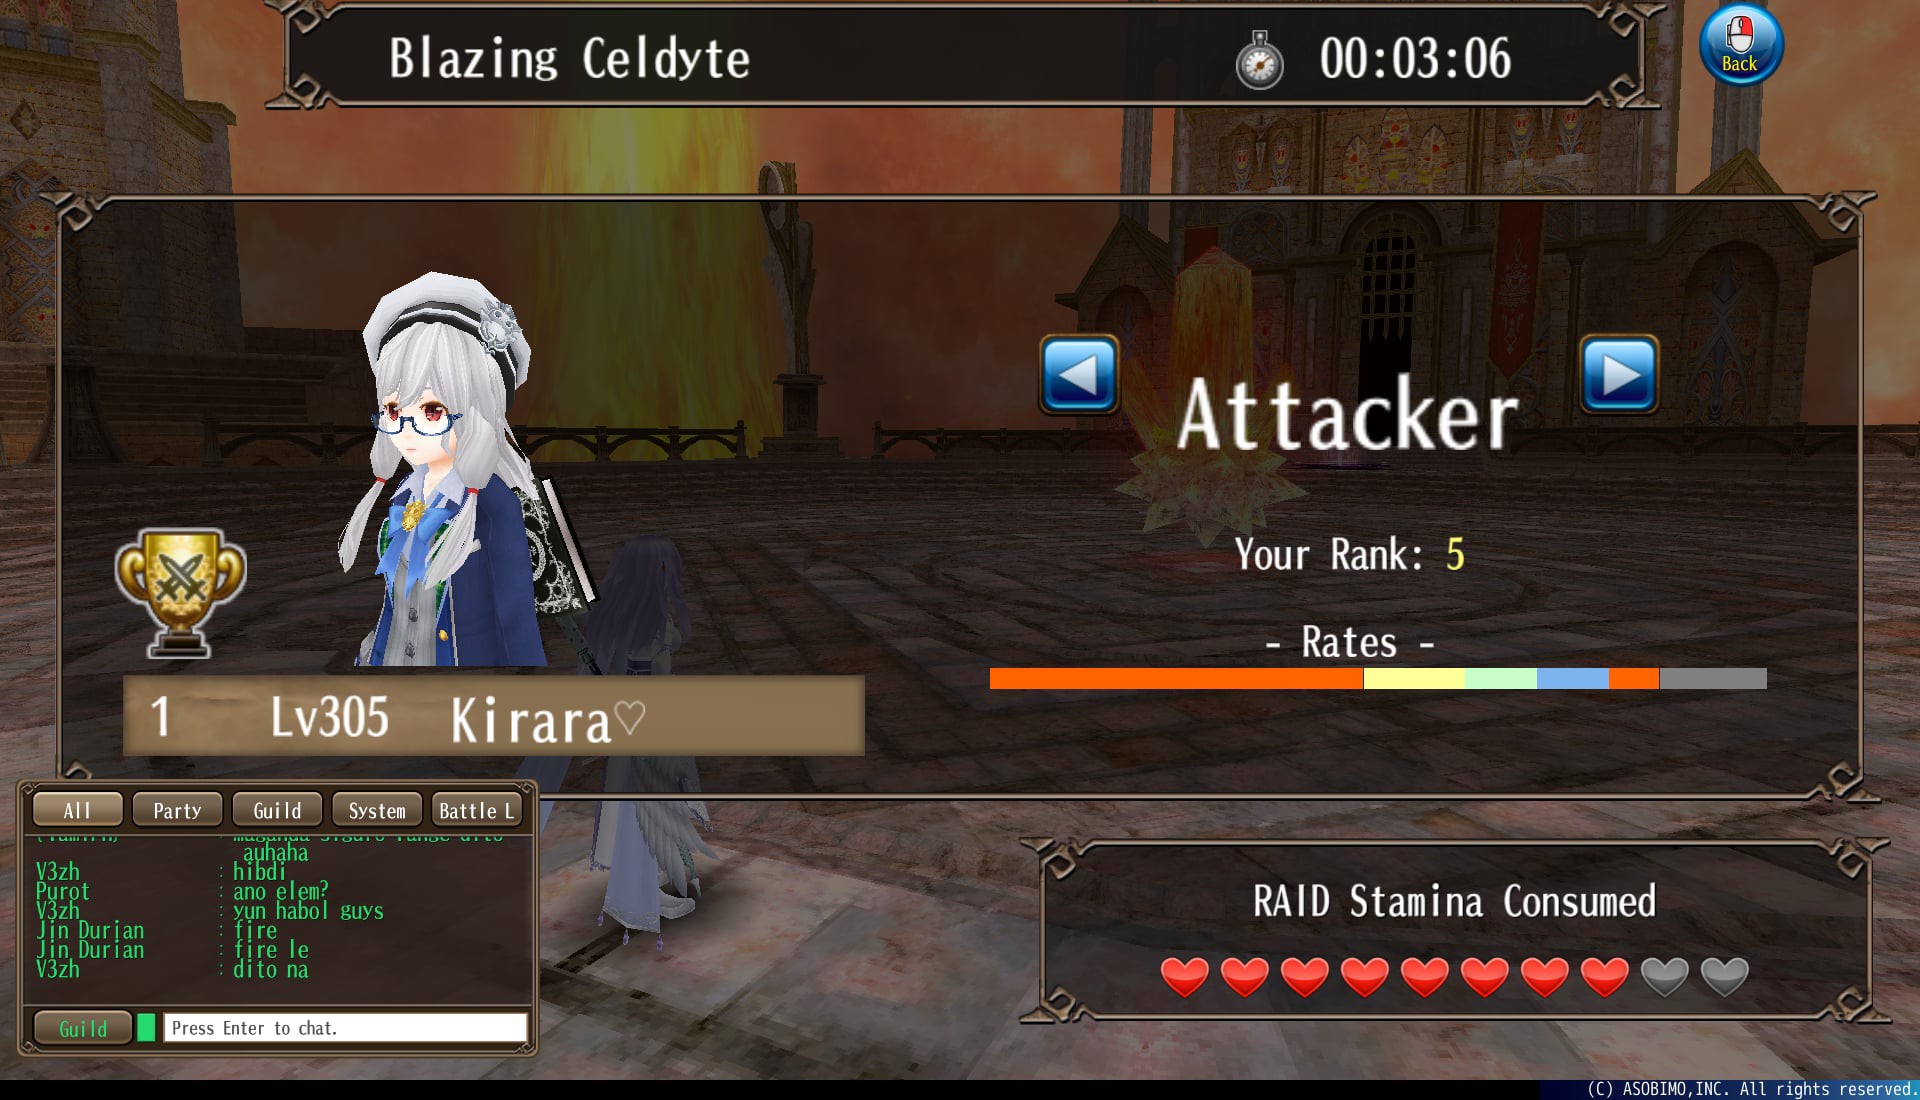 Blazing Celdyte
00:03:06
Back
Attacker
Your Rank: 5
- Rates -
1 Lv305 Kirara♡
All Party Guild System Battle L
auhaha
V3zh : hibdi
Purot : ano elem?
V3zh : yun habol guys
Jin Durian : fire
Jin Durian : fire le
V3zh : dito na
Guild Press Enter to chat.
RAID Stamina Consumed
(C) ASOBIMO,INC. All rights reserved.